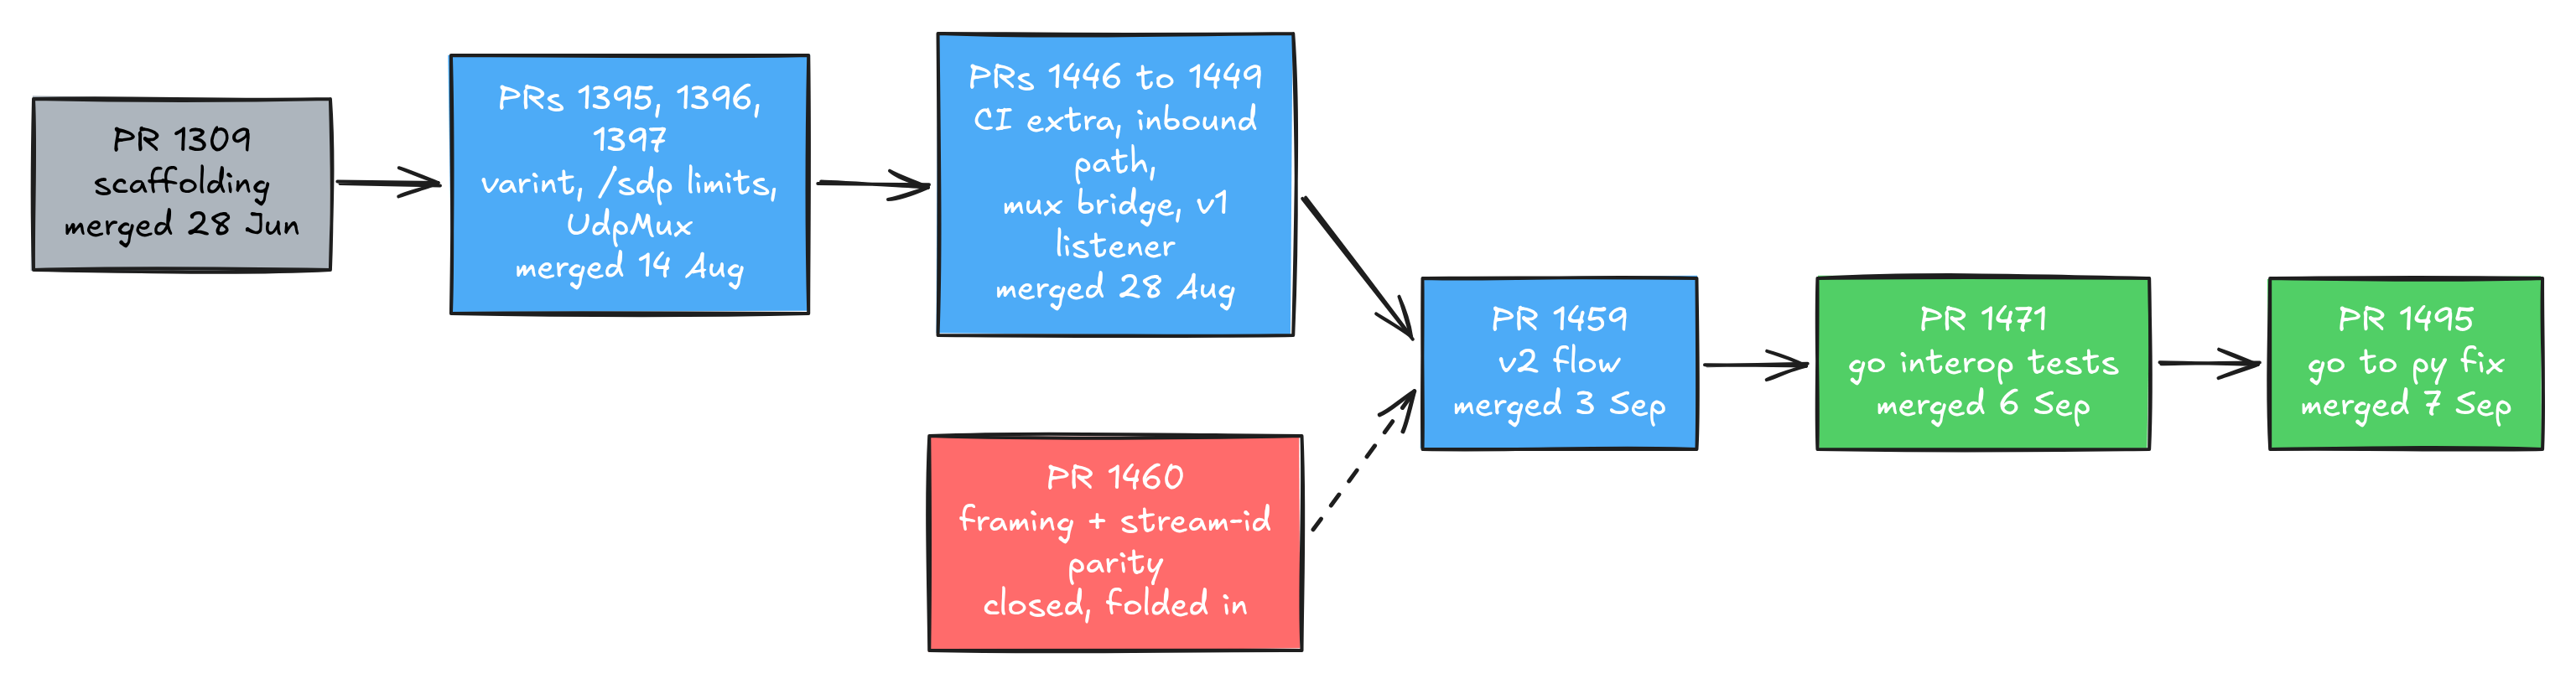 PR 1309
scaffolding
merged 28 Jun
PRs 1395, 1396,
1397
varint, /sdp limits,
UdpMux
merged 14 Aug
PRs 1446 to 1449
CI extra, inbound
path,
mux bridge, v1
listener
merged 28 Aug
PR 1460
framing + stream-id
parity
closed, folded in
PR 1459
v2 flow
merged 3 Sep
PR 1471
go interop tests
merged 6 Sep
PR 1495
go to py fix
merged 7 Sep